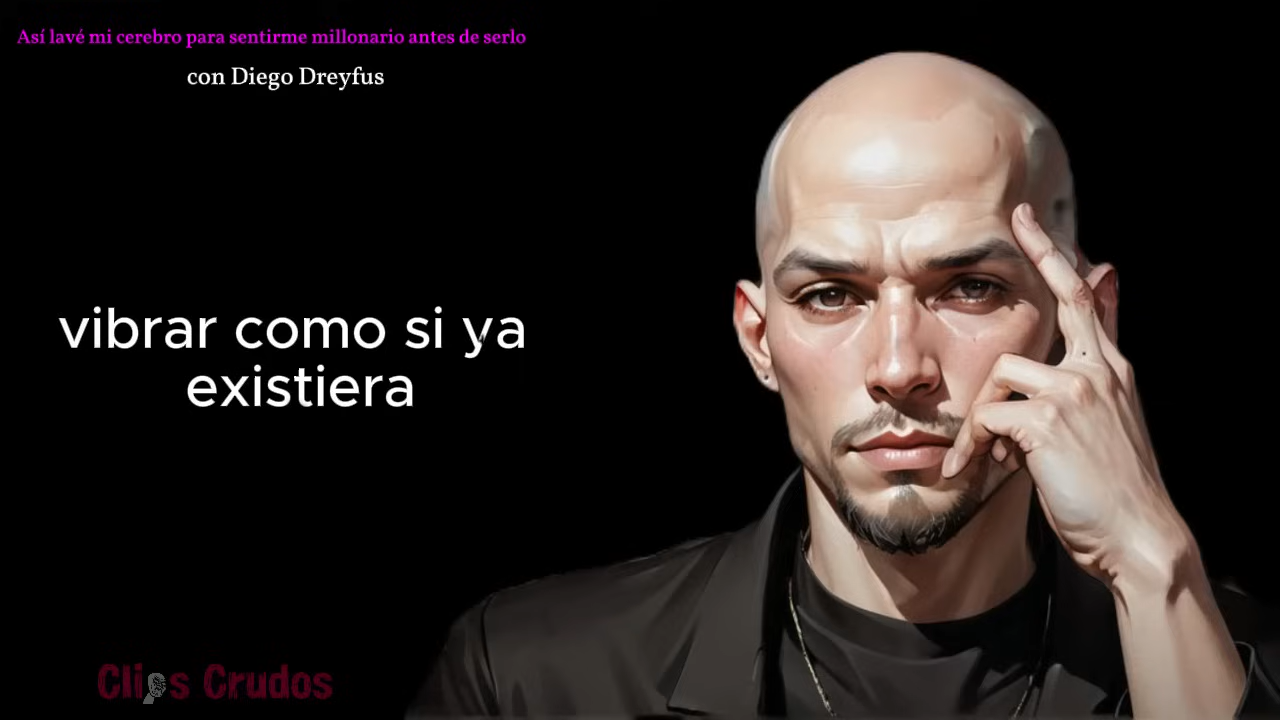 Así lavé mi cerebro para sentirme millonario antes de serlo
con Diego Dreyfus
vibrar como si ya
existiera
Clips Crudos